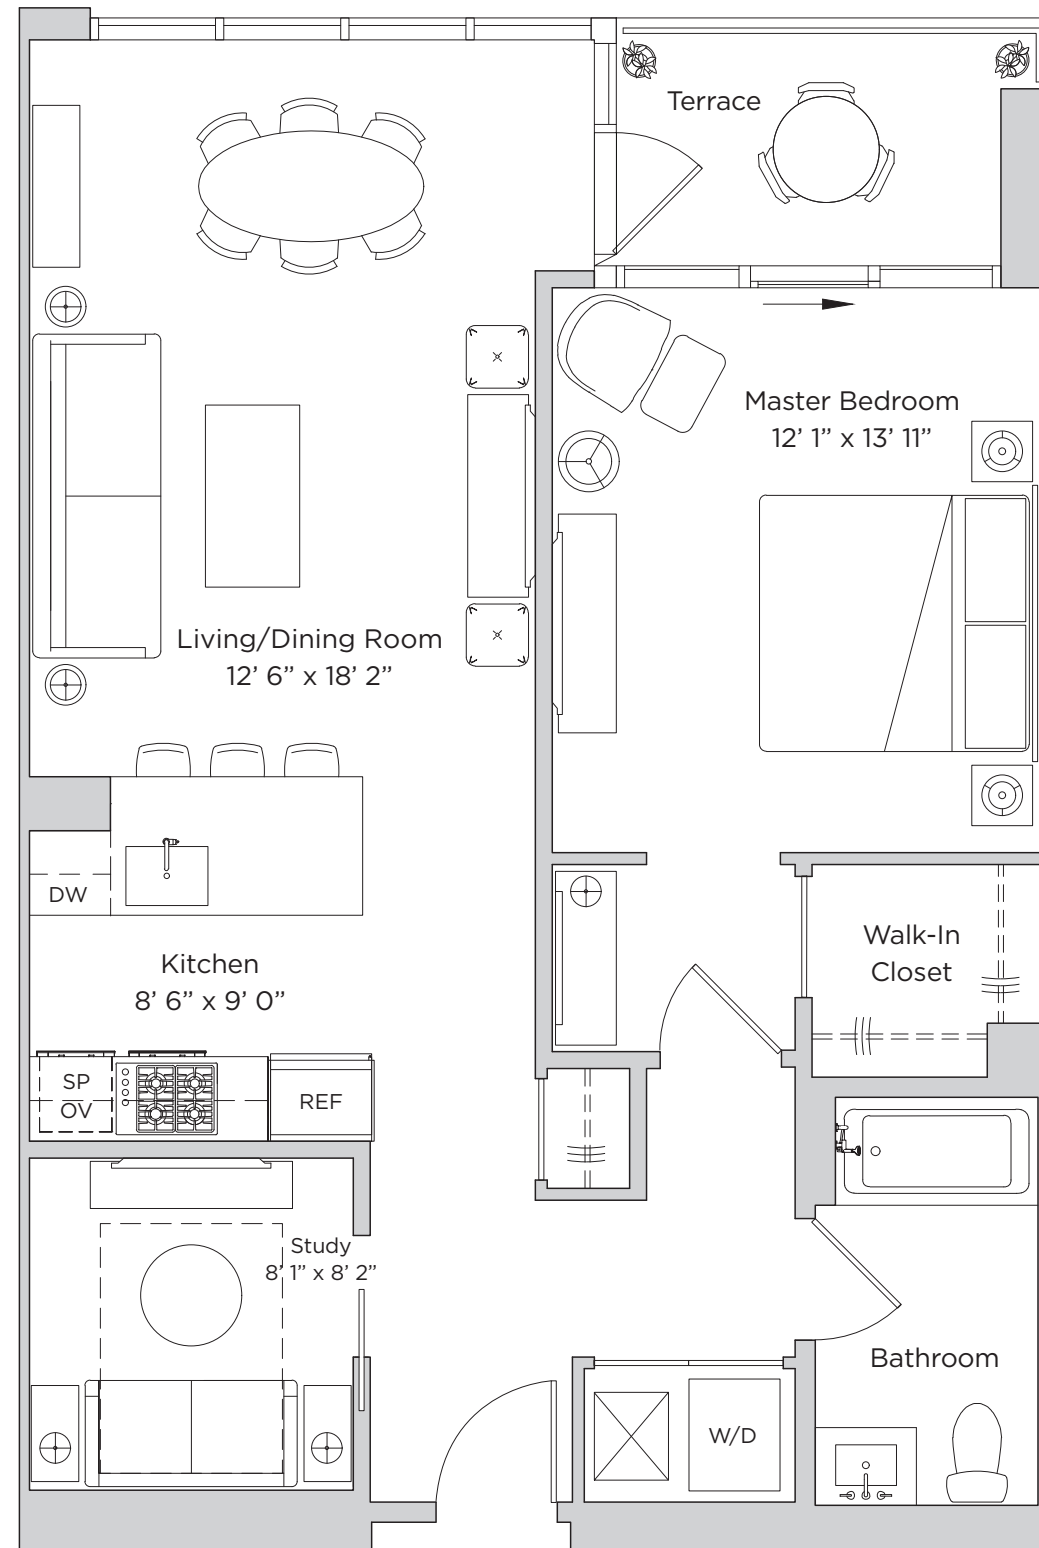 Terrace
Master Bedroom
12’ 1” x 13’ 11”
Living/Dining Room
12’ 6” x 18’ 2”
DW
Walk-In
Closet
Kitchen
8’ 6” x 9’ 0”
SP
OV
REF
Study
8’ 1” x 8’ 2”
Bathroom
W/D